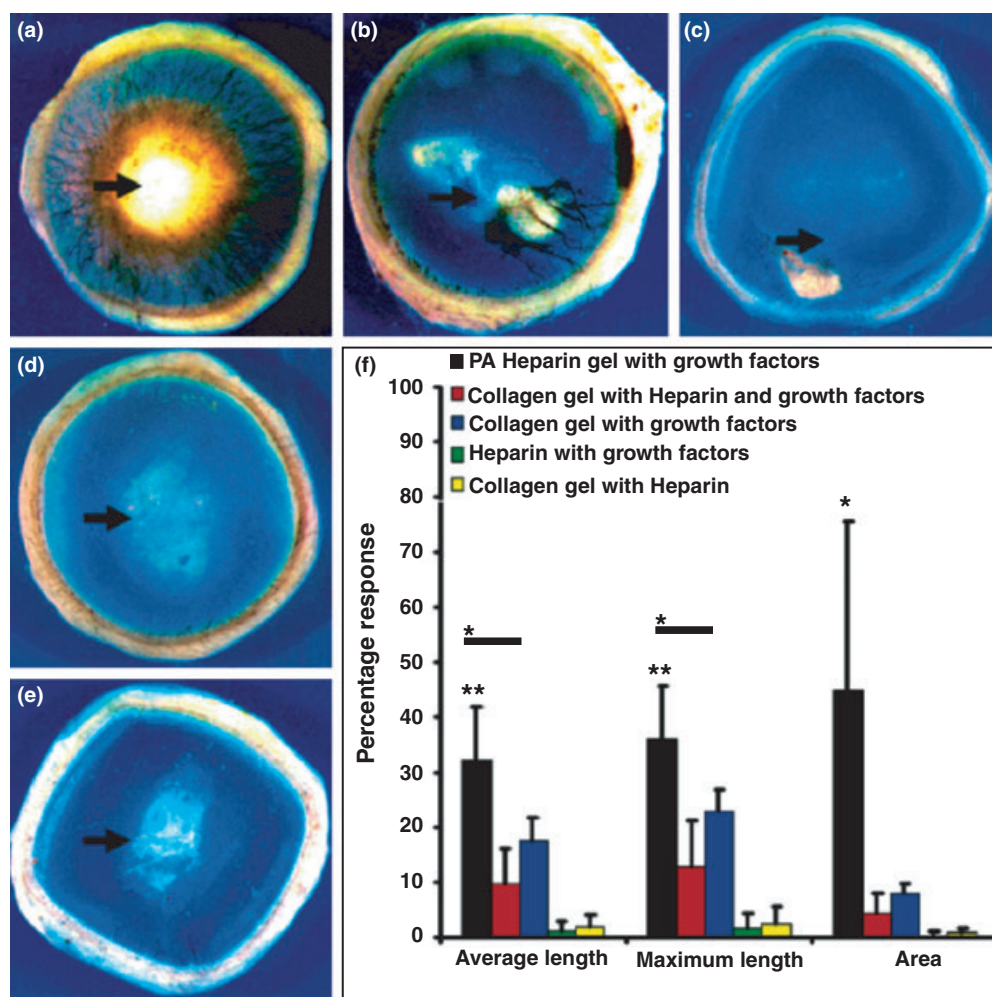 (a)
(b)
(c)
(d)
(e)
(f)
PA Heparin gel with growth factors
Collagen gel with Heparin and growth factors
Collagen gel with growth factors
Heparin with growth factors
Collagen gel with Heparin
Percentage response
100
90
80
70
60
50
40
30
20
10
0
*
**
*
**
*
Average length
Maximum length
Area